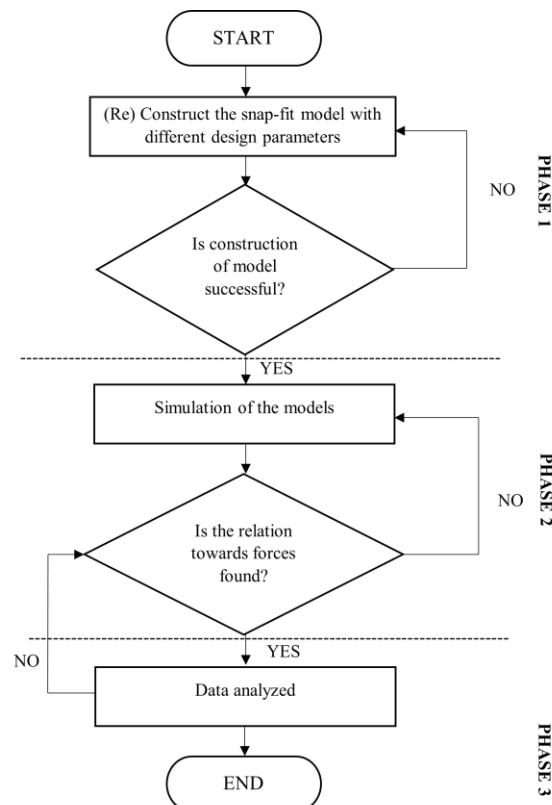 START
(Re) Construct the snap-fit model with
different design parameters
PHASE 1
NO
Is construction
of model
successful?
YES
Simulation of the models
PHASE 2
NO
Is the relation
towards forces
found?
YES
NO
Data analyzed
PHASE 3
END